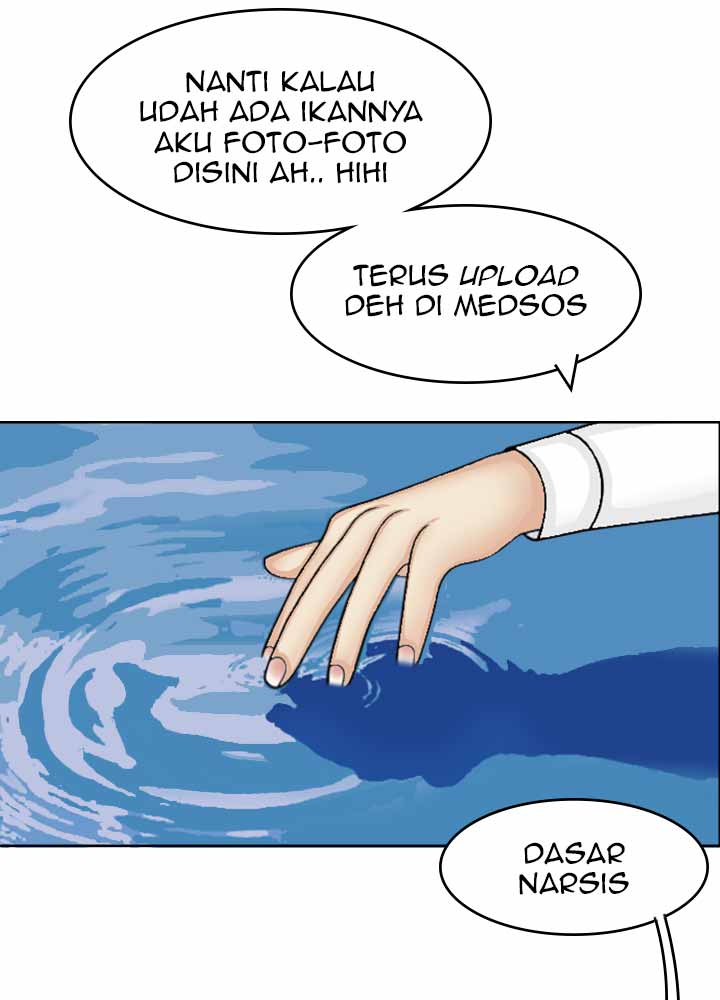 NANTI KALAU
UDAH ADA IKANNYA
AKU FOTO-FOTO
DISINI AH.. HIHI
TERUS UPLOAD
DEH DI MEDSOS
DASAR
NARSIS